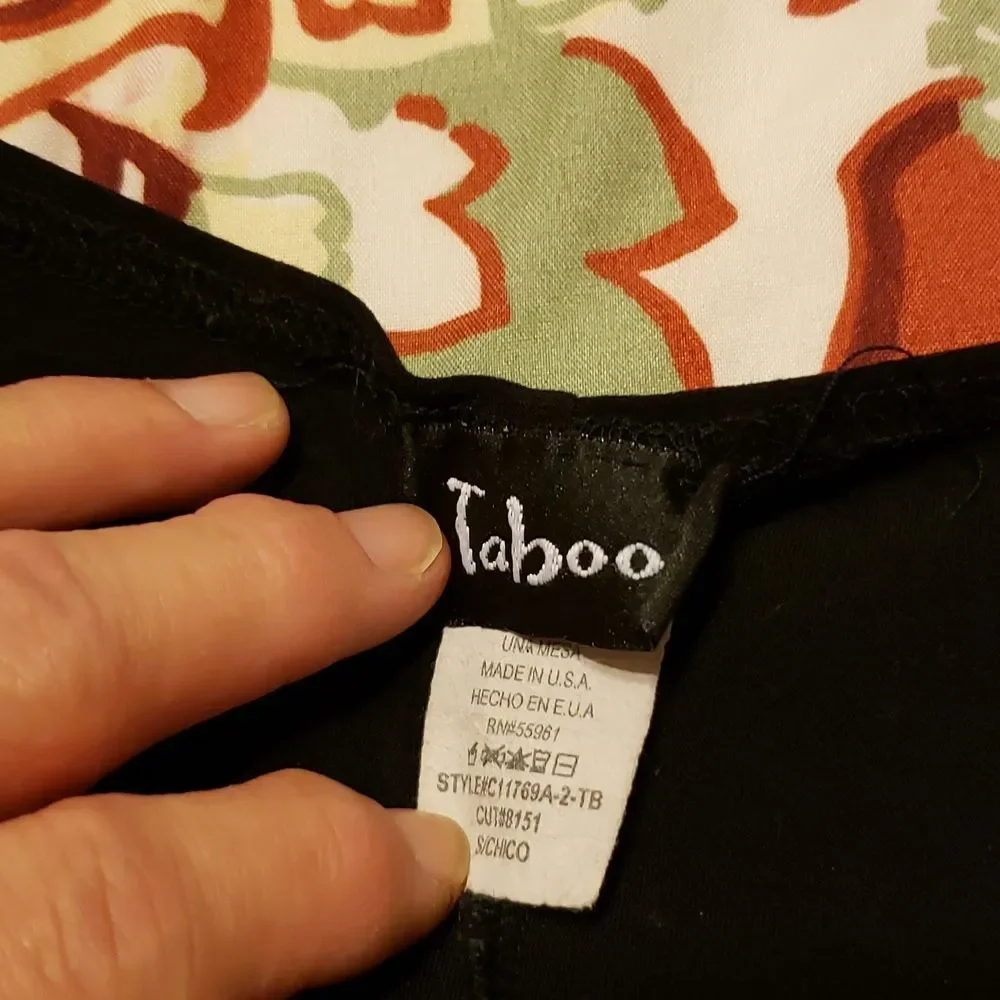 Taboo
UNA MESA
MADE IN U.S.A.
HECHO EN E.U.A
RN#55961
STYLE#C11769A-2-TB
CUT#8151
S/CHICO